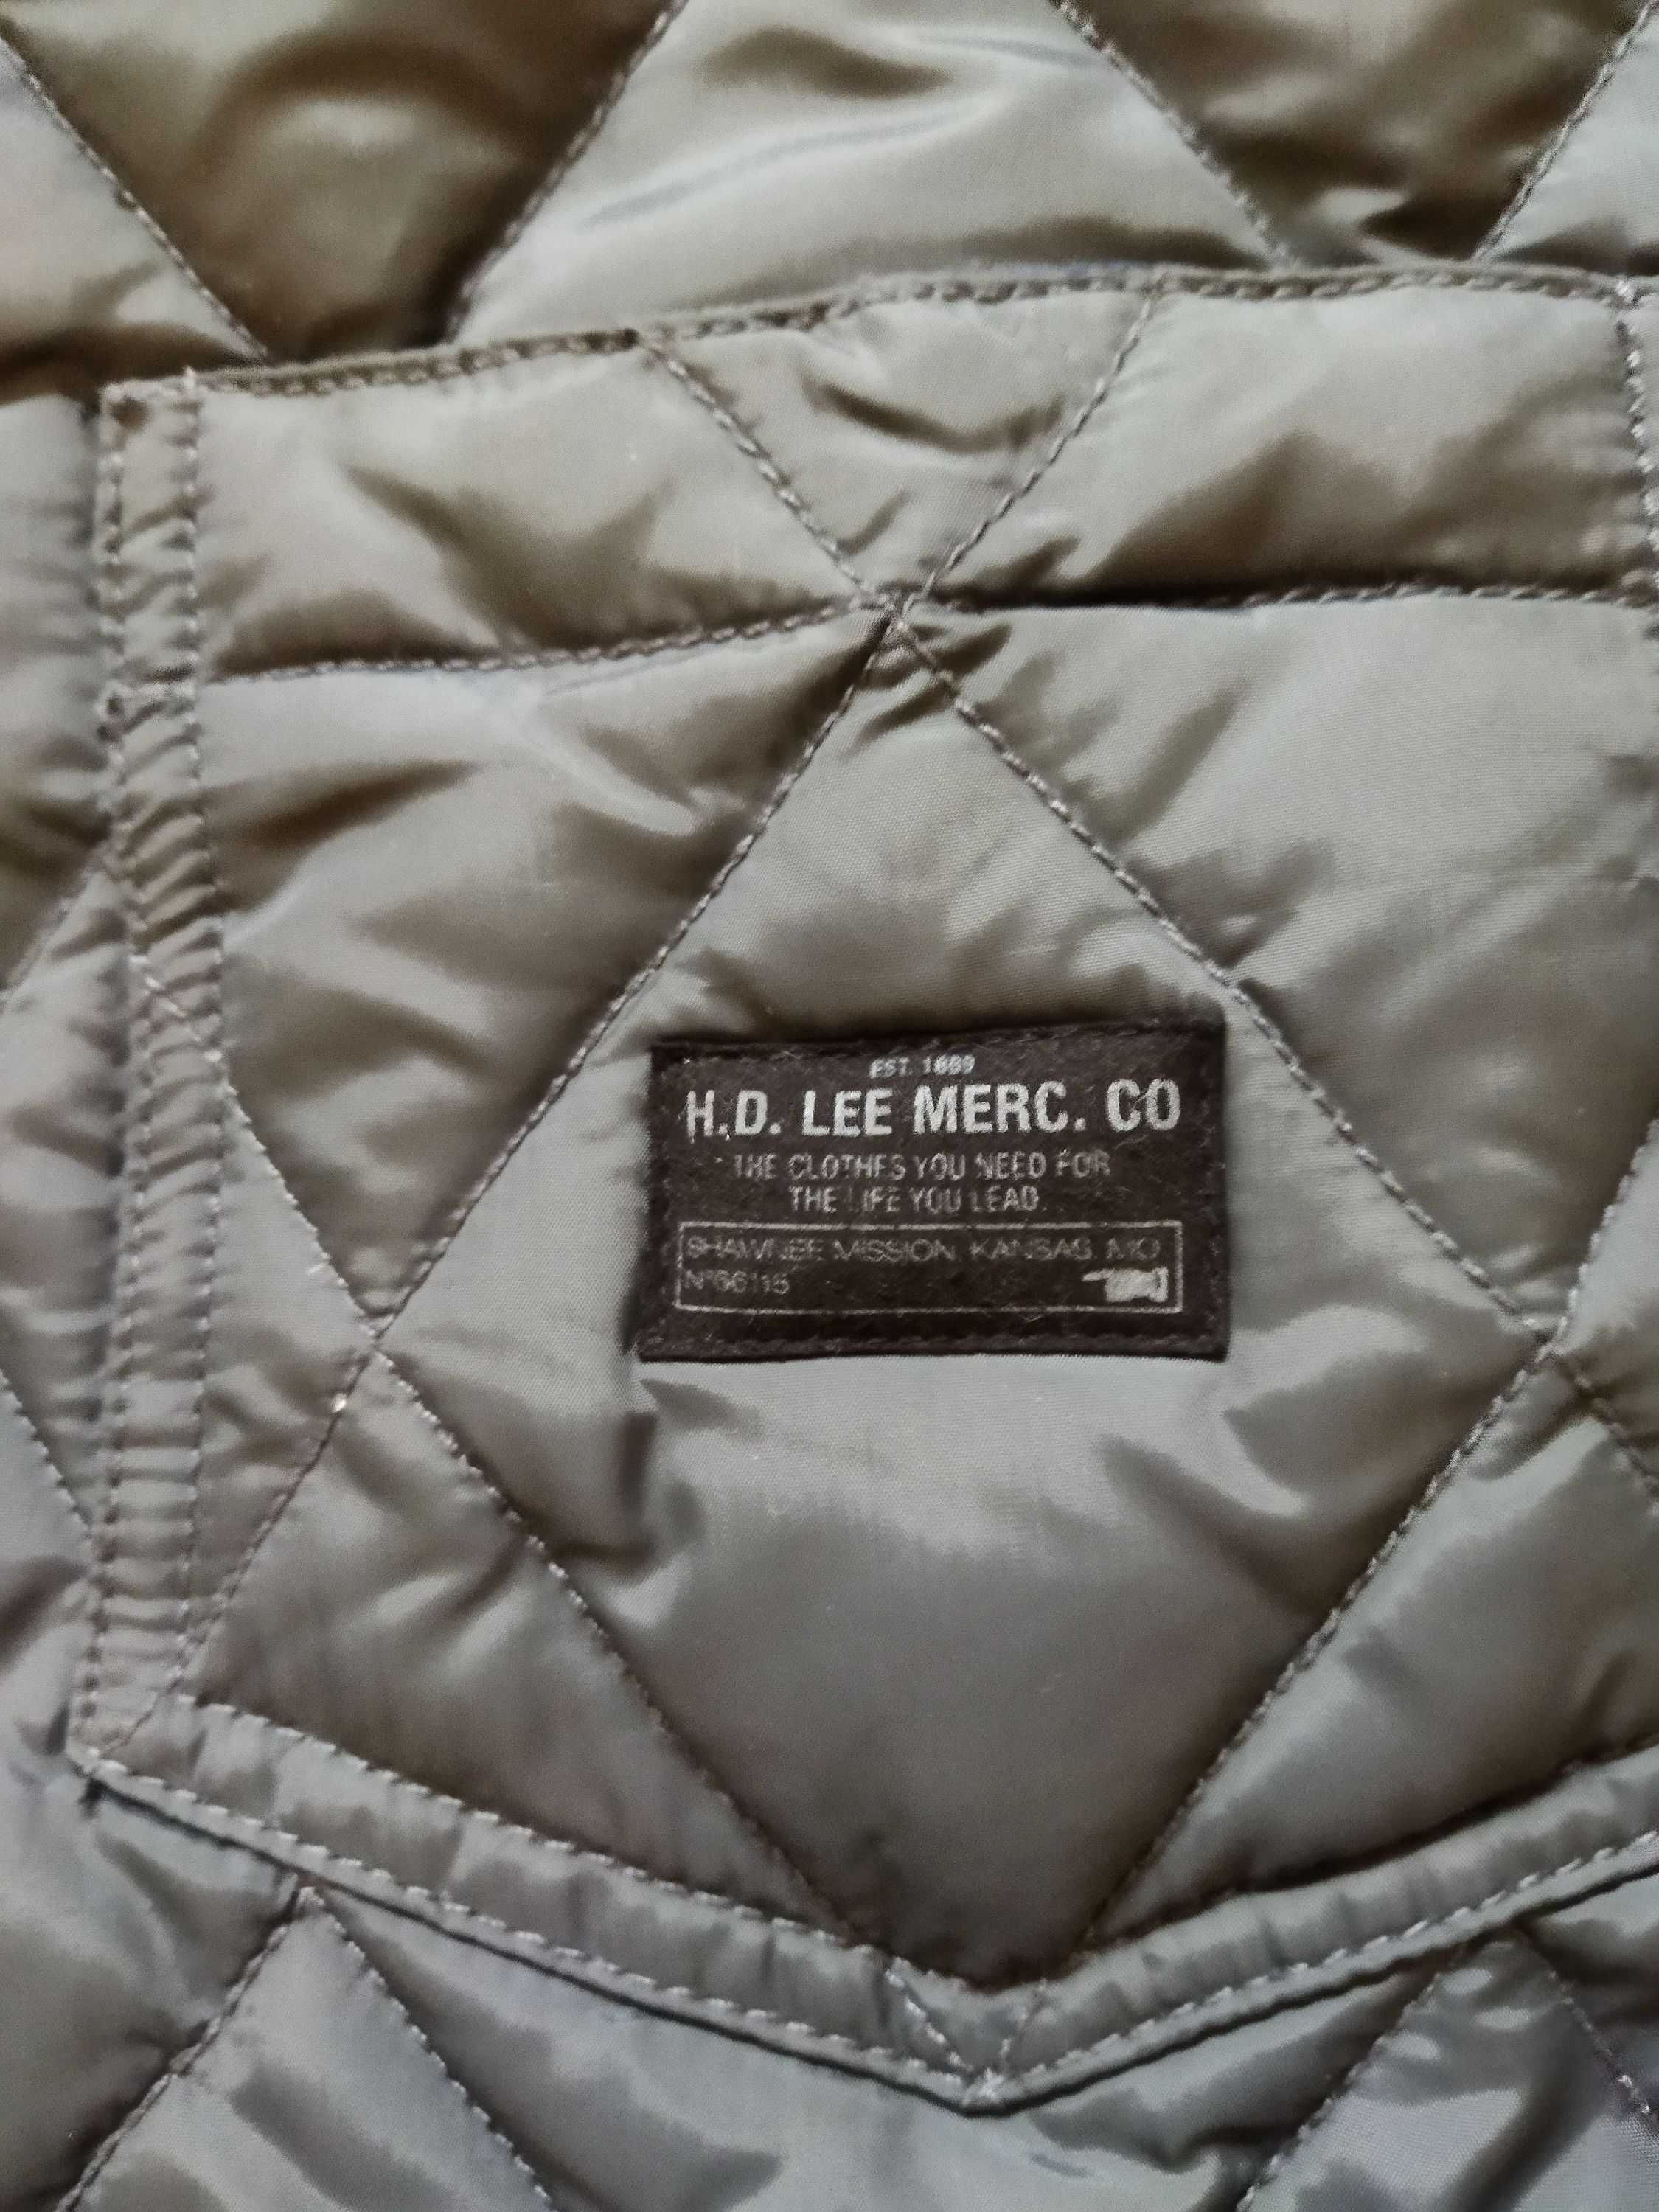 EST. 1889
H.D. LEE MERC. CO
THE CLOTHES YOU NEED FOR
THE LIFE YOU LEAD.
SHAWNEE MISSION, KANSAS, MO.
Nº66115